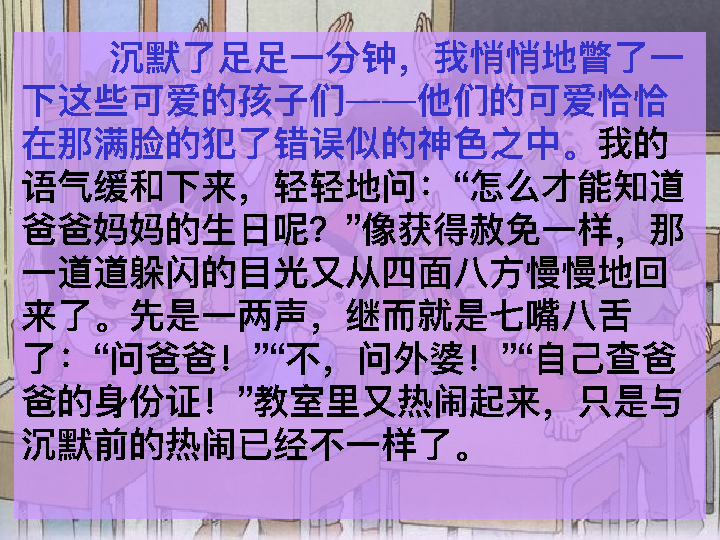 沉默了足足一分钟，我悄悄地瞥了一
下这些可爱的孩子们——他们的可爱恰恰
在那满脸的犯了错误似的神色之中。我的
语气缓和下来，轻轻地问：“怎么才能知道
爸爸妈妈的生日呢？”像获得赦免一样，那
一道道躲闪的目光又从四面八方慢慢地回
来了。先是一两声，继而就是七嘴八舌
了：“问爸爸！”“不，问外婆！”“自己查爸
爸的身份证！”教室里又热闹起来，只是与
沉默前的热闹已经不一样了。